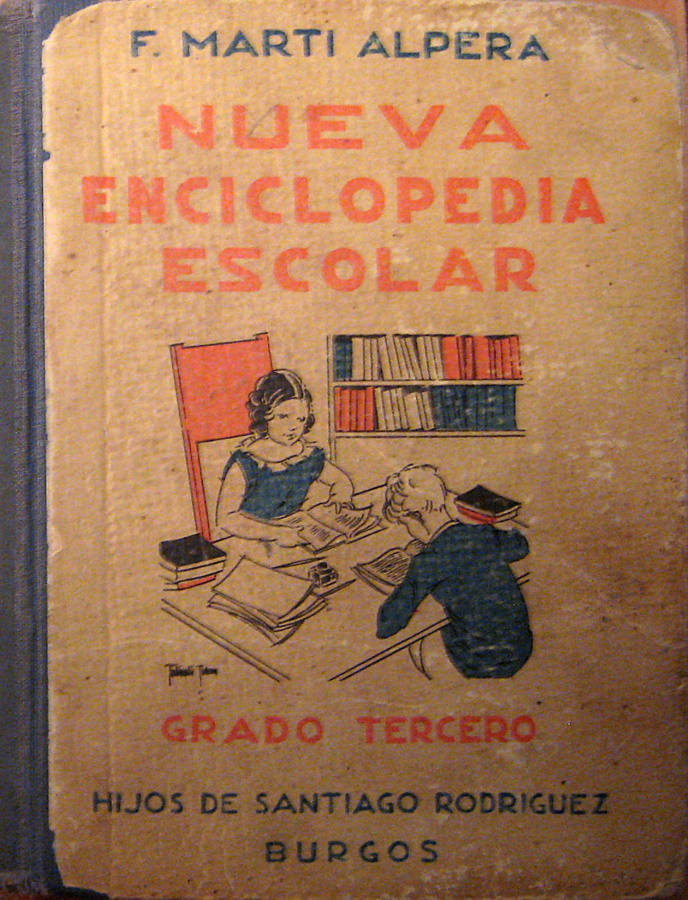 F. MARTI ALPERA
NUEVA
ENCICLOPEDIA
ESCOLAR
GRADO TERCERO
HIJOS DE SANTIAGO RODRIGUEZ
BURGOS